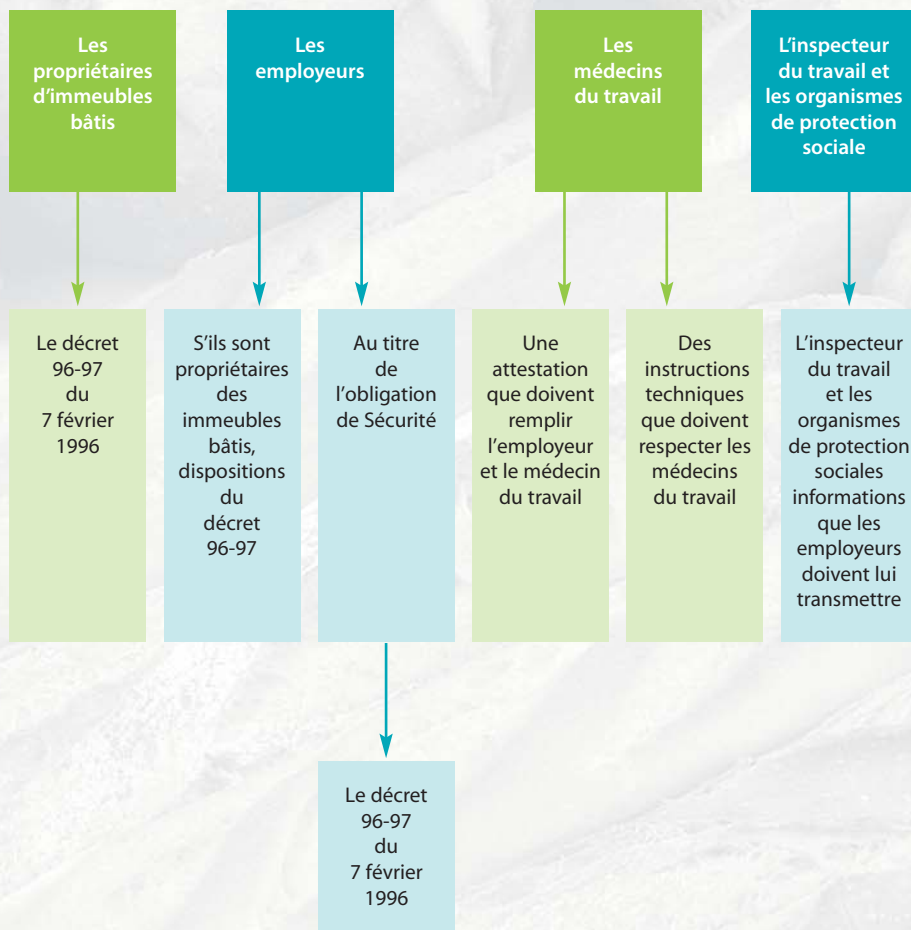 Les
propriétaires
d'immeubles
bâtis
Les
employeurs
Les
médecins
du travail
L'inspecteur
du travail et
les organismes
de protection
sociale
Le décret
96-97
du
7 février
1996
S'ils sont
propriétaires
des
immeubles
bâtis,
dispositions
du
décret
96-97
Au titre
de
l'obligation
de Sécurité
Une
attestation
que doivent
remplir
l'employeur
et le médecin
du travail
Des
instructions
techniques
que doivent
respecter les
médecins
du travail
L'inspecteur
du travail
et les
organismes
de protection
sociales
informations
que les
employeurs
doivent lui
transmettre
Le décret
96-97
du
7 février
1996